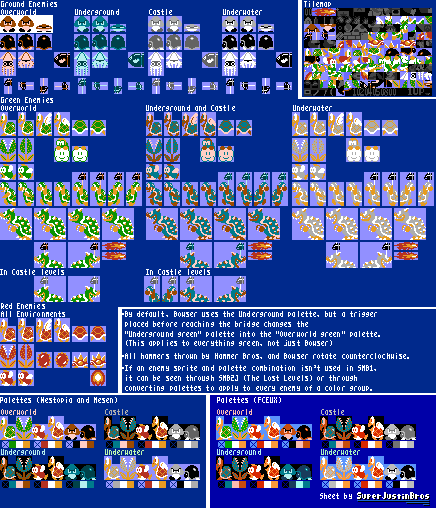 Ground Enemies
Overworld
Underground
Castle
Underwater
Tilemap
Green Enemies
Overworld
Underground and Castle
Underwater
In Castle levels
In Castle levels
Red Enemies
All Environments
•By default, Bowser uses the Underground palette, but a trigger
placed before reaching the bridge changes the
"Underground green" palette into the "Overworld green" palette.
(This applies to everything green, not just Bowser)
•All hammers thrown by Hammer Bros. and Bowser rotate counterclockwise.
•If an enemy sprite and palette combination isn't used in SMB1,
it can be seen through SMB2J (The Lost Levels) or through
converting palettes to apply to every enemy of a color group.
Palettes (Nestopia and Mesen)
Overworld
Castle
Underground
Underwater
Palettes (FCEUX)
Overworld
Castle
Underground
Underwater
Sheet by SuperJustinBros